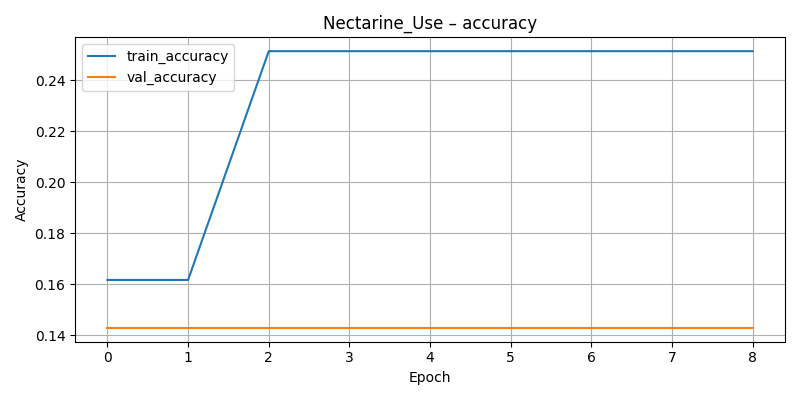 Nectarine_Use – accuracy
train_accuracy
val_accuracy
Accuracy
0.24
0.22
0.20
0.18
0.16
0.14
0 1 2 3 4 5 6 7 8
Epoch